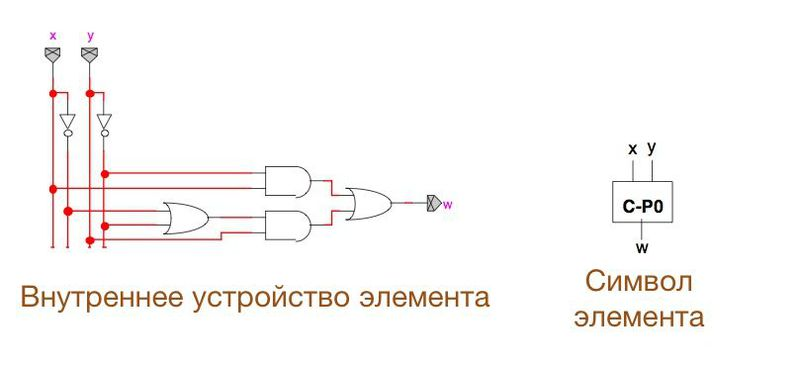 x y
w
Внутреннее устройство элемента
x y
C-P0
w
Символ
элемента